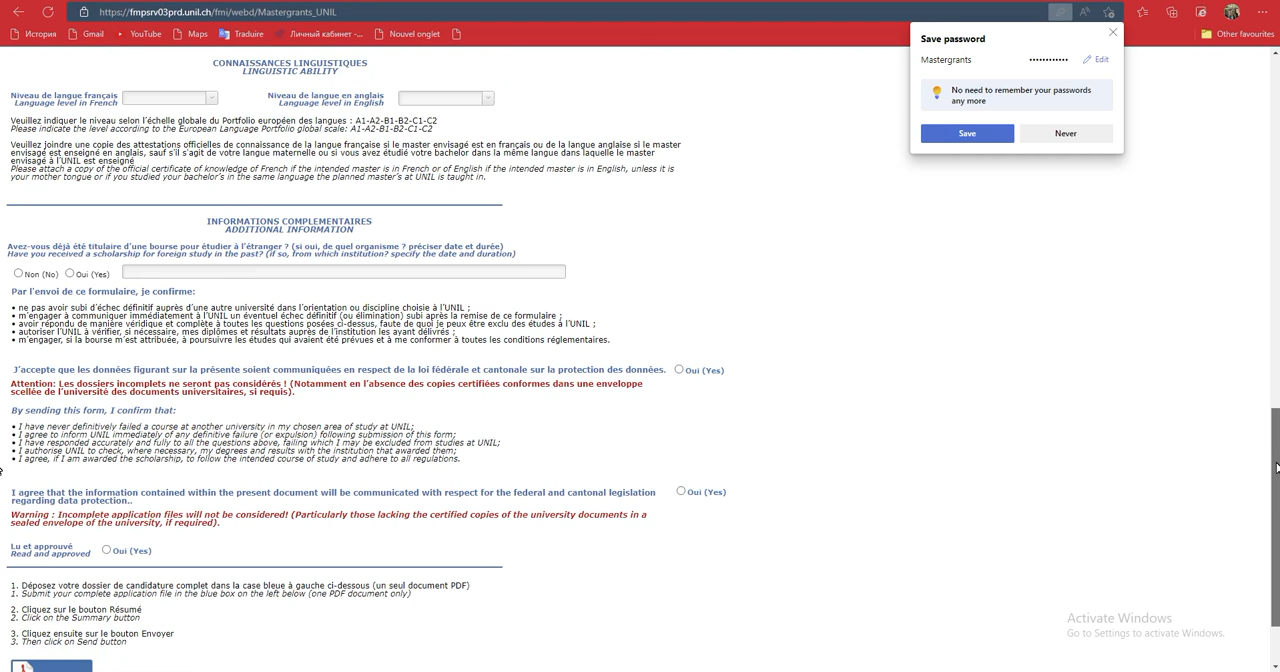 https://fmpsrv03prd.unil.ch/fmi/webd/Mastergrants_UNIL
История Gmail YouTube Maps Traduire Личный кабинет -... Nouvel onglet Other favourites
Save password
Mastergrants •••••••••••• Edit
No need to remember your passwords
any more
Save Never
CONNAISSANCES LINGUISTIQUES
LINGUISTIC ABILITY
Niveau de langue français
Language level in French
Niveau de langue en anglais
Language level in English
Veuillez indiquer le niveau selon l'échelle globale du Portfolio européen des langues : A1-A2-B1-B2-C1-C2
Please indicate the level according to the European Language Portfolio global scale: A1-A2-B1-B2-C1-C2
Veuillez joindre une copie des attestations officielles de connaissance de la langue française si le master envisagé est en français ou de la langue anglaise si le master
envisagé est enseigné en anglais, sauf s'il s'agit de votre langue maternelle ou si vous avez étudié votre bachelor dans la même langue dans laquelle le master
envisagé à l'UNIL est enseigné
Please attach a copy of the official certificate of knowledge of French if the intended master is in French or of English if the intended master is in English, unless it is
your mother tongue or if you studied your bachelor's in the same language the planned master's at UNIL is taught in.
INFORMATIONS COMPLEMENTAIRES
ADDITIONAL INFORMATION
Avez-vous déjà été titulaire d'une bourse pour étudier à l'étranger ? (si oui, de quel organisme ? préciser date et durée)
Have you received a scholarship for foreign study in the past? (if so, from which institution? specify the date and duration)
Non (No) Oui (Yes)
Par l'envoi de ce formulaire, je confirme:
• ne pas avoir subi d'échec définitif auprès d'une autre université dans l'orientation ou discipline choisie à l'UNIL ;
• m'engager à communiquer immédiatement à l'UNIL un éventuel échec définitif (ou élimination) subi après la remise de ce formulaire ;
• avoir répondu de manière véridique et complète à toutes les questions posées ci-dessus, faute de quoi je peux être exclu des études à l'UNIL ;
• autoriser l'UNIL à vérifier, si nécessaire, mes diplômes et résultats auprès de l'institution les ayant délivrés ;
• m'engager, si la bourse m'est attribuée, à poursuivre les études qui avaient été prévues et à me conformer à toutes les conditions réglementaires.
J'accepte que les données figurant sur la présente soient communiquées en respect de la loi fédérale et cantonale sur la protection des données. Oui (Yes)
Attention: Les dossiers incomplets ne seront pas considérés ! (Notamment en l'absence des copies certifiées conformes dans une enveloppe
scellée de l'université des documents universitaires, si requis).
By sending this form, I confirm that:
• I have never definitively failed a course at another university in my chosen area of study at UNIL;
• I agree to inform UNIL immediately of any definitive failure (or expulsion) following submission of this form;
• I have responded accurately and fully to all the questions above, failing which I may be excluded from studies at UNIL;
• I authorise UNIL to check, where necessary, my degrees and results with the institution that awarded them;
• I agree, if I am awarded the scholarship, to follow the intended course of study and adhere to all regulations.
I agree that the information contained within the present document will be communicated with respect for the federal and cantonal legislation
regarding data protection.. Oui (Yes)
Warning : Incomplete application files will not be considered! (Particularly those lacking the certified copies of the university documents in a
sealed envelope of the university, if required).
Lu et approuvé
Read and approved Oui (Yes)
1. Déposez votre dossier de candidature complet dans la case bleue à gauche ci-dessous (un seul document PDF)
1. Submit your complete application file in the blue box on the left below (one PDF document only)
2. Cliquez sur le bouton Résumé
2. Click on the Summary button
3. Cliquez ensuite sur le bouton Envoyer
3. Then click on Send button
Activate Windows
Go to Settings to activate Windows.